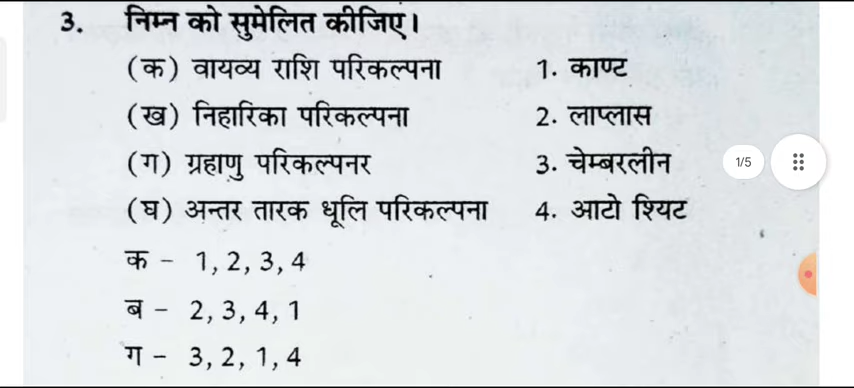 3. निम्न को सुमेलित कीजिए।
(क) वायव्य राशि परिकल्पना 1. काण्ट
(ख) निहारिका परिकल्पना 2. लाप्लास
(ग) ग्रहाणु परिकल्पनर 3. चेम्बरलीन
1/5
(घ) अन्तर तारक धूलि परिकल्पना 4. आटो श्यिट
क - 1, 2, 3, 4
ब - 2, 3, 4, 1
ग - 3, 2, 1, 4